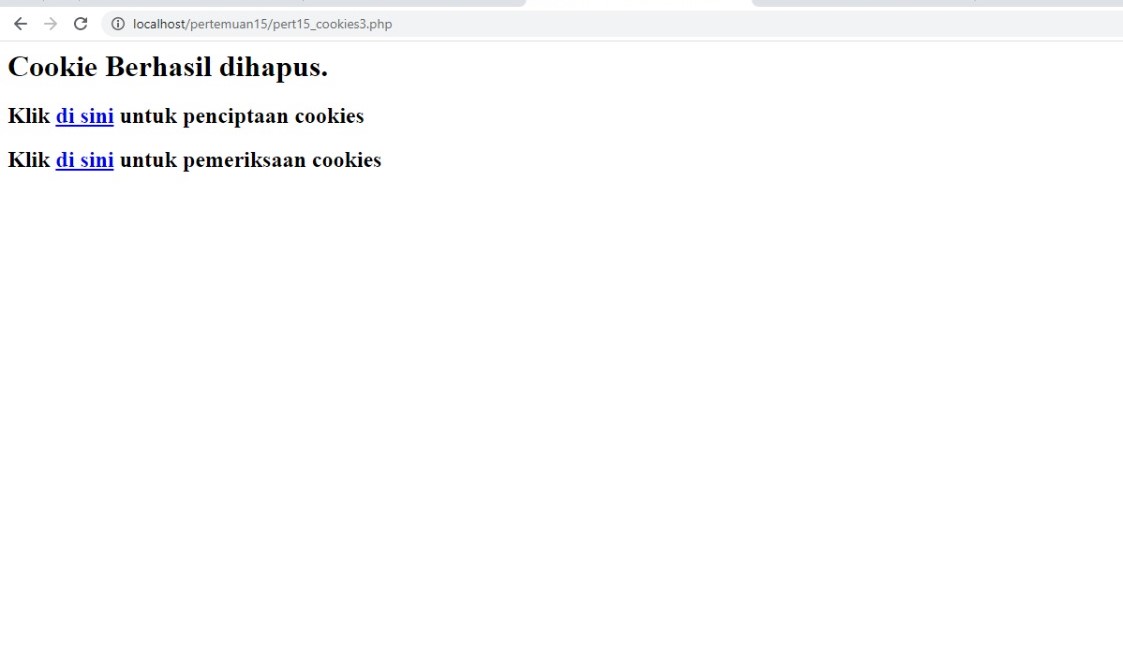 localhost/pertemuan15/pert15_cookies3.php
Cookie Berhasil dihapus.
Klik di sini untuk penciptaan cookies
Klik di sini untuk pemeriksaan cookies